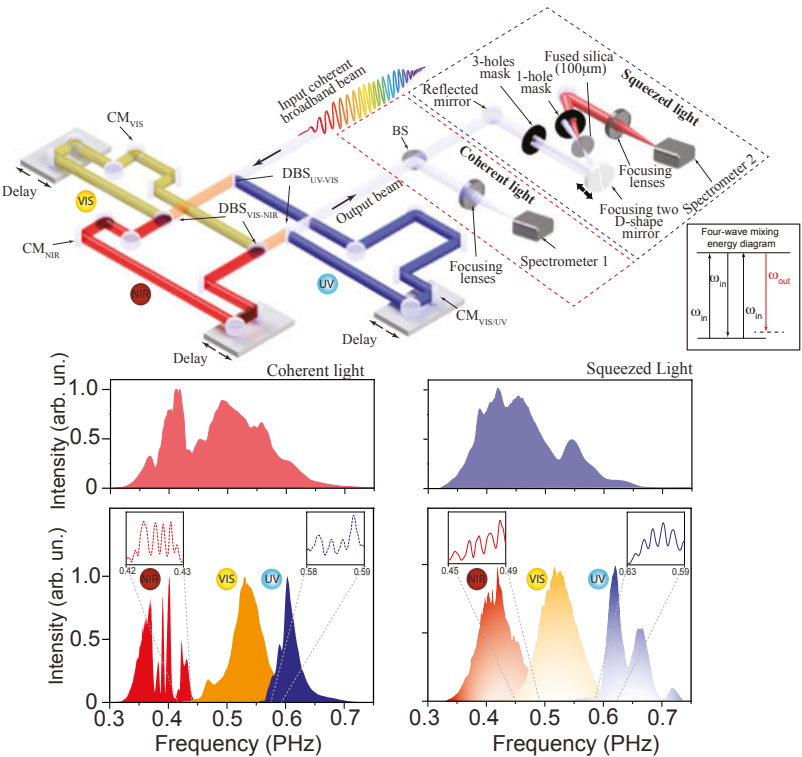 Input coherent
broadband beam
CM_VIS
Delay
VIS
DBS_UV-VIS
DBS_VIS-NIR
CM_NIR
NIR
Delay
UV
Delay
CM_VIS/UV
Output beam
BS
Coherent light
Focusing
lenses
Spectrometer 1
Reflected
mirror
3-holes
mask
1-hole
mask
Fused silica
(100μm)
Squeezed light
Focusing
lenses
Spectrometer 2
Focusing two
D-shape
mirror
Four-wave mixing
energy diagram
ω_in
ω_in
ω_in
ω_out
Coherent light
Intensity (arb. un.)
1.0
0.5
0
Squeezed Light
Intensity (arb. un.)
1.0
0.5
0
0.42 0.43
0.58 0.59
NIR
VIS
UV
0.3 0.4 0.5 0.6 0.7
Frequency (PHz)
0.45 0.49
0.63 0.59
NIR
VIS
UV
0.3 0.4 0.5 0.6 0.7
Frequency (PHz)